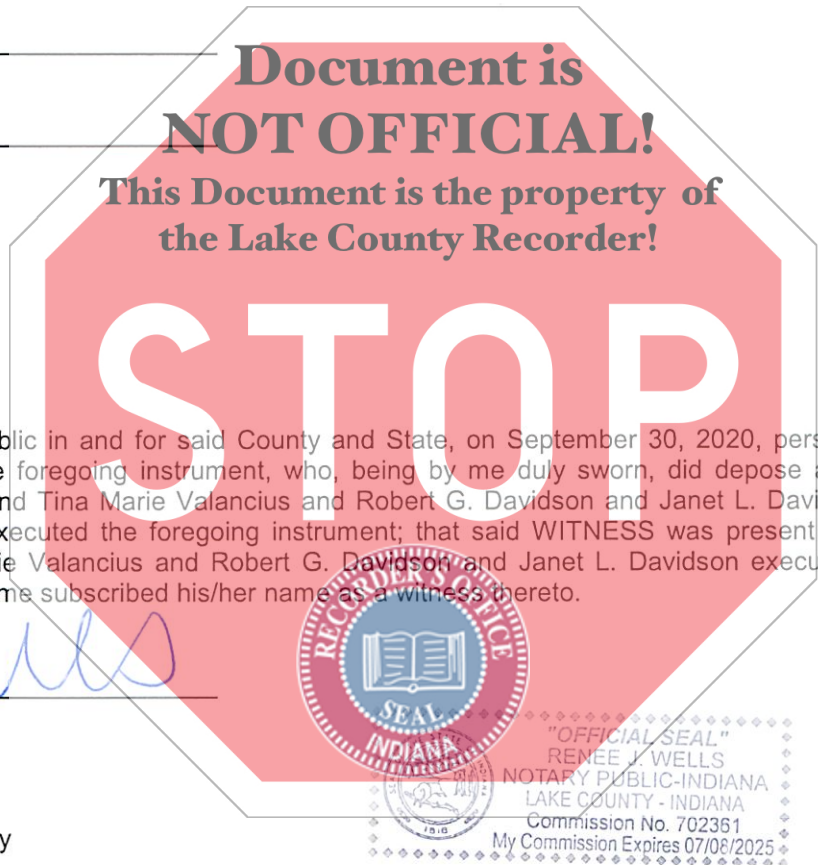 Document is
NOT OFFICIAL!
This Document is the property of
the Lake County Recorder!
STOP
blic in and for said County and State, on September 30, 2020, pers
e foregoing instrument, who, being by me duly sworn, did depose a
nd Tina Marie Valancius and Robert G. Davidson and Janet L. Davi
xecuted the foregoing instrument; that said WITNESS was present
ie Valancius and Robert G. Davidson and Janet L. Davidson execu
me subscribed his/her name as a witness thereto.
RECORDER'S OFFICE
SEAL
INDIANA
"OFFICIAL SEAL"
RENEE J. WELLS
NOTARY PUBLIC-INDIANA
LAKE COUNTY - INDIANA
Commission No. 702361
My Commission Expires 07/08/2025
1816
y